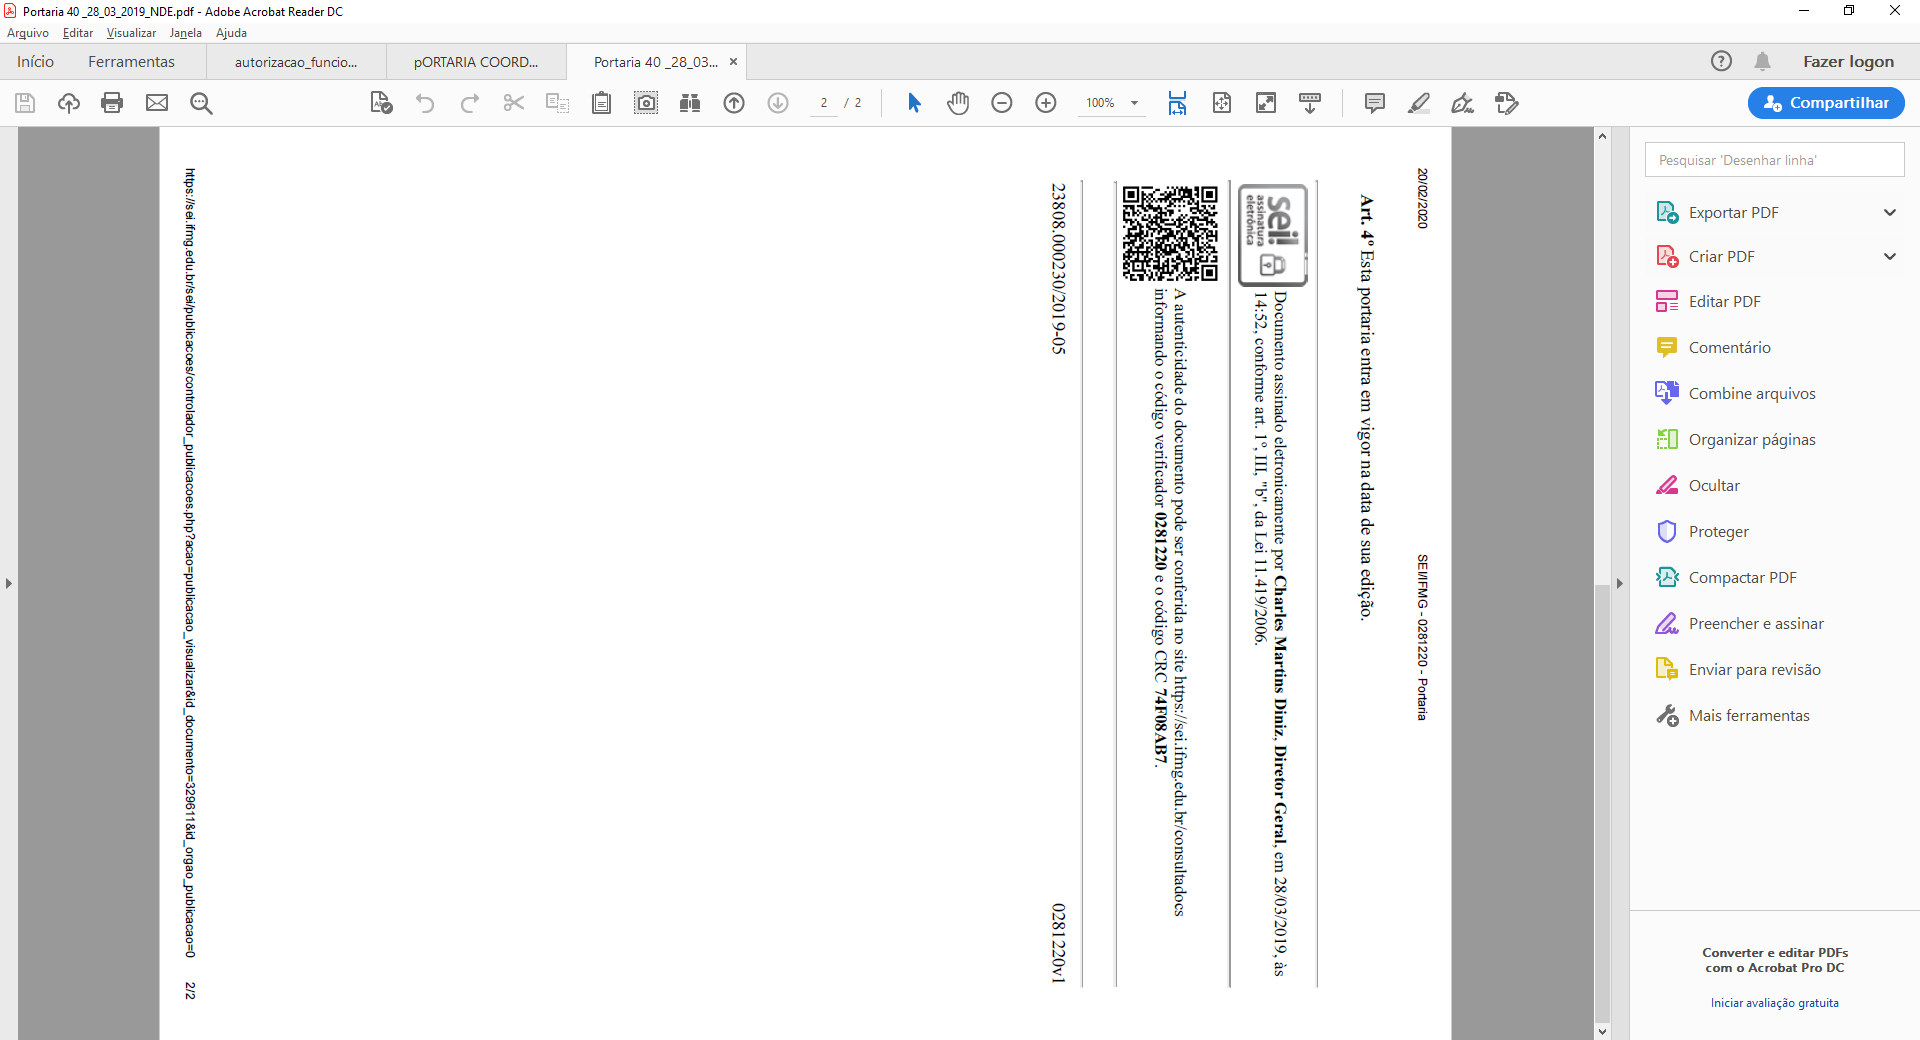 Portaria 40 _28_03_2019_NDE.pdf - Adobe Acrobat Reader DC
Arquivo Editar Visualizar Janela Ajuda
Início Ferramentas autorizacao_funcio... pORTARIA COORD... Portaria 40 _28_03... × Fazer logon
2 / 2 100% Compartilhar
20/02/2020 SEI/IFMG - 0281220 - Portaria
Art. 4º Esta portaria entra em vigor na data de sua edição.
sei!
assinatura
eletrônica
Documento assinado eletronicamente por Charles Martins Diniz, Diretor Geral, em 28/03/2019, às
14:52, conforme art. 1º, III, "b", da Lei 11.419/2006.
A autenticidade do documento pode ser conferida no site https://sei.ifmg.edu.br/consultadocs
informando o código verificador 0281220 e o código CRC 74F08AB7.
23808.000230/2019-05 0281220v1
https://sei.ifmg.edu.br/sei/publicacoes/controlador_publicacoes.php?acao=publicacao_visualizar&id_documento=329611&id_orgao_publicacao=0 2/2
Pesquisar 'Desenhar linha'
Exportar PDF
Criar PDF
Editar PDF
Comentário
Combine arquivos
Organizar páginas
Ocultar
Proteger
Compactar PDF
Preencher e assinar
Enviar para revisão
Mais ferramentas
Converter e editar PDFs
com o Acrobat Pro DC
Iniciar avaliação gratuita